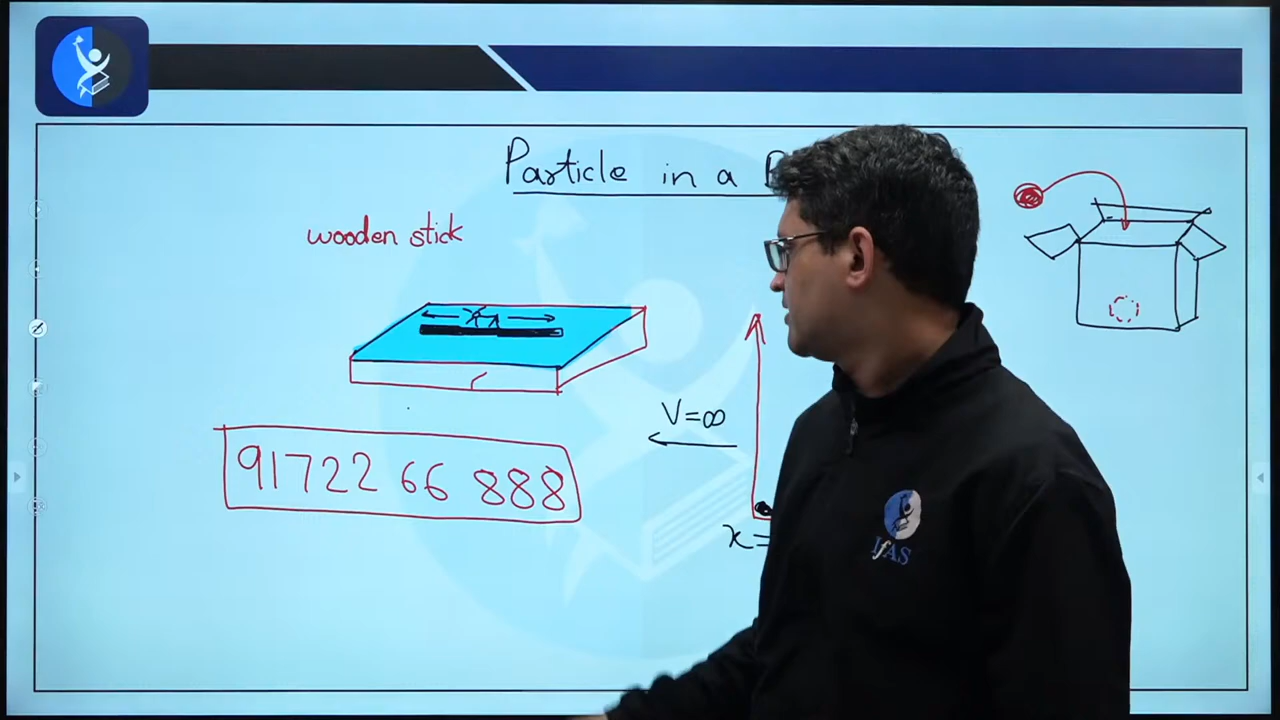 Particle in a
wooden stick
V=∞
91722 66 888
x=
IFAS